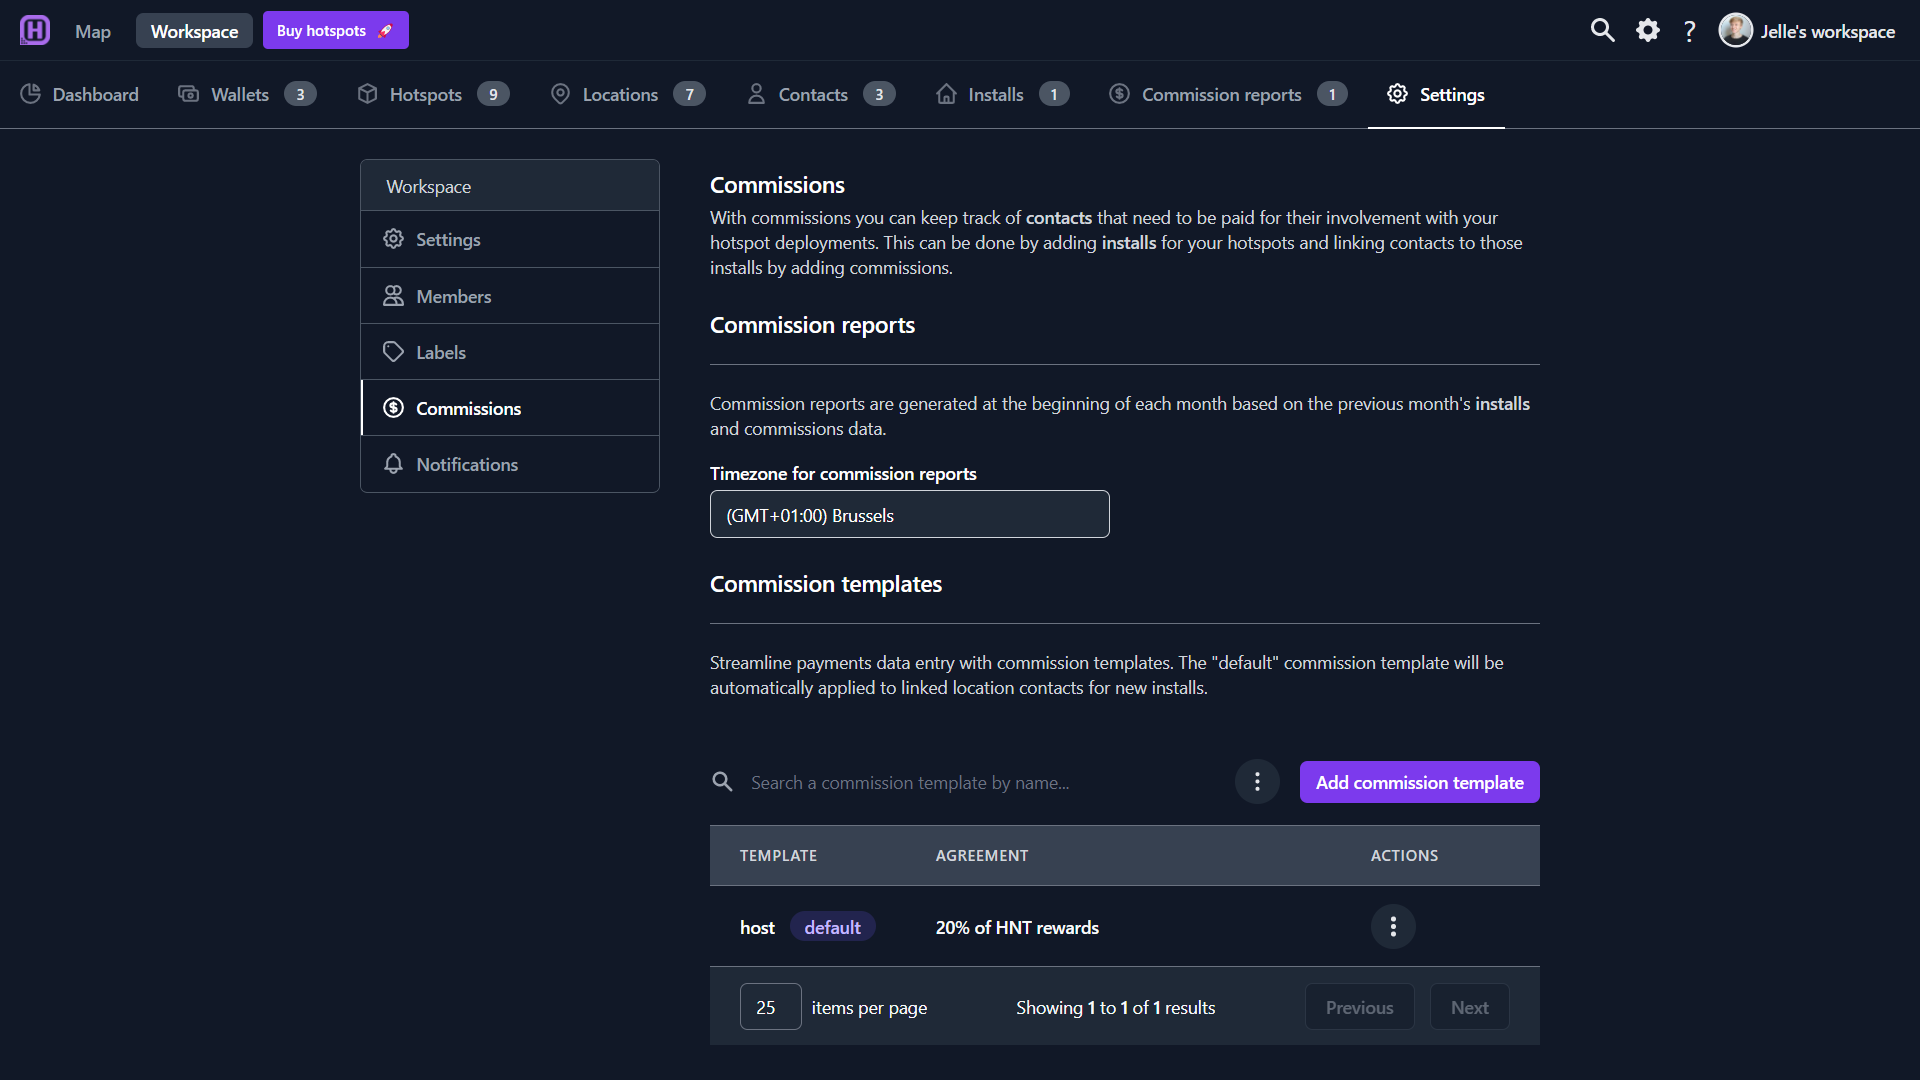 H Map Workspace Buy hotspots ? Jelle's workspace
Dashboard Wallets 3 Hotspots 9 Locations 7 Contacts 3 Installs 1 Commission reports 1 Settings
Workspace
Settings
Members
Labels
Commissions
Notifications
Commissions
With commissions you can keep track of contacts that need to be paid for their involvement with your
hotspot deployments. This can be done by adding installs for your hotspots and linking contacts to those
installs by adding commissions.
Commission reports
Commission reports are generated at the beginning of each month based on the previous month's installs
and commissions data.
Timezone for commission reports
(GMT+01:00) Brussels
Commission templates
Streamline payments data entry with commission templates. The "default" commission template will be
automatically applied to linked location contacts for new installs.
Search a commission template by name... Add commission template
TEMPLATE AGREEMENT ACTIONS
host default 20% of HNT rewards
25 items per page Showing 1 to 1 of 1 results Previous Next